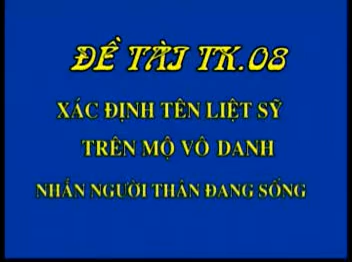 ĐỀ TÀI TK.08
XÁC ĐỊNH TÊN LIỆT SỸ
TRÊN MỘ VÔ DANH
NHẮN NGƯỜI THÂN ĐANG SỐNG